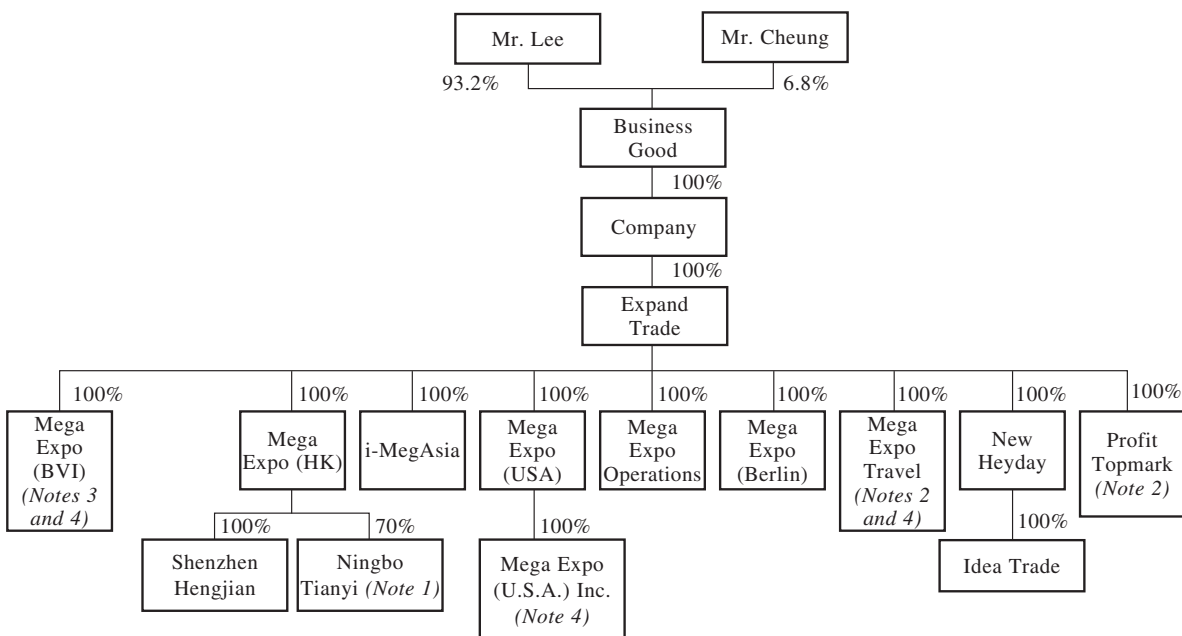 Mr. Lee
Mr. Cheung
93.2%
6.8%
Business
Good
100%
Company
100%
Expand
Trade
100%
100%
100%
100%
100%
100%
100%
100%
100%
Mega
Expo
(BVI)
(Notes 3
and 4)
Mega
Expo (HK)
i-MegAsia
Mega
Expo
(USA)
Mega
Expo
Operations
Mega
Expo
(Berlin)
Mega
Expo
Travel
(Notes 2
and 4)
New
Heyday
Profit
Topmark
(Note 2)
100%
70%
100%
100%
Shenzhen
Hengjian
Ningbo
Tianyi (Note 1)
Mega Expo
(U.S.A.) Inc.
(Note 4)
Idea Trade